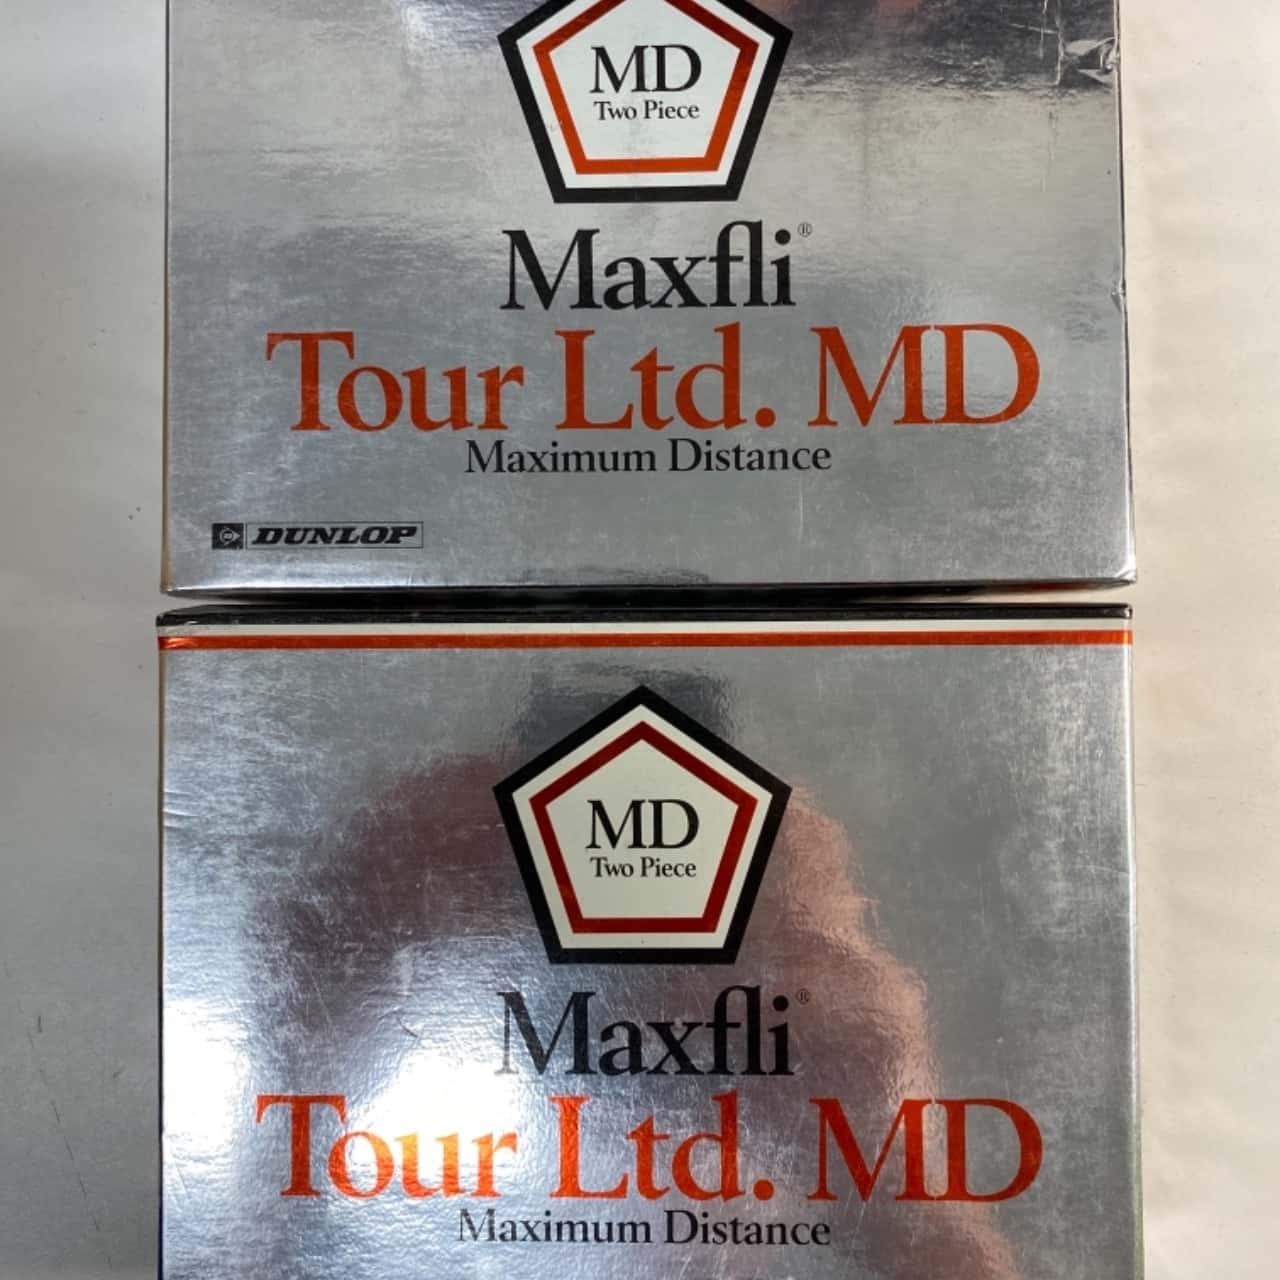 MD
Two Piece
Maxfli®
Tour Ltd. MD
Maximum Distance
DUNLOP
MD
Two Piece
Maxfli®
Tour Ltd. MD
Maximum Distance